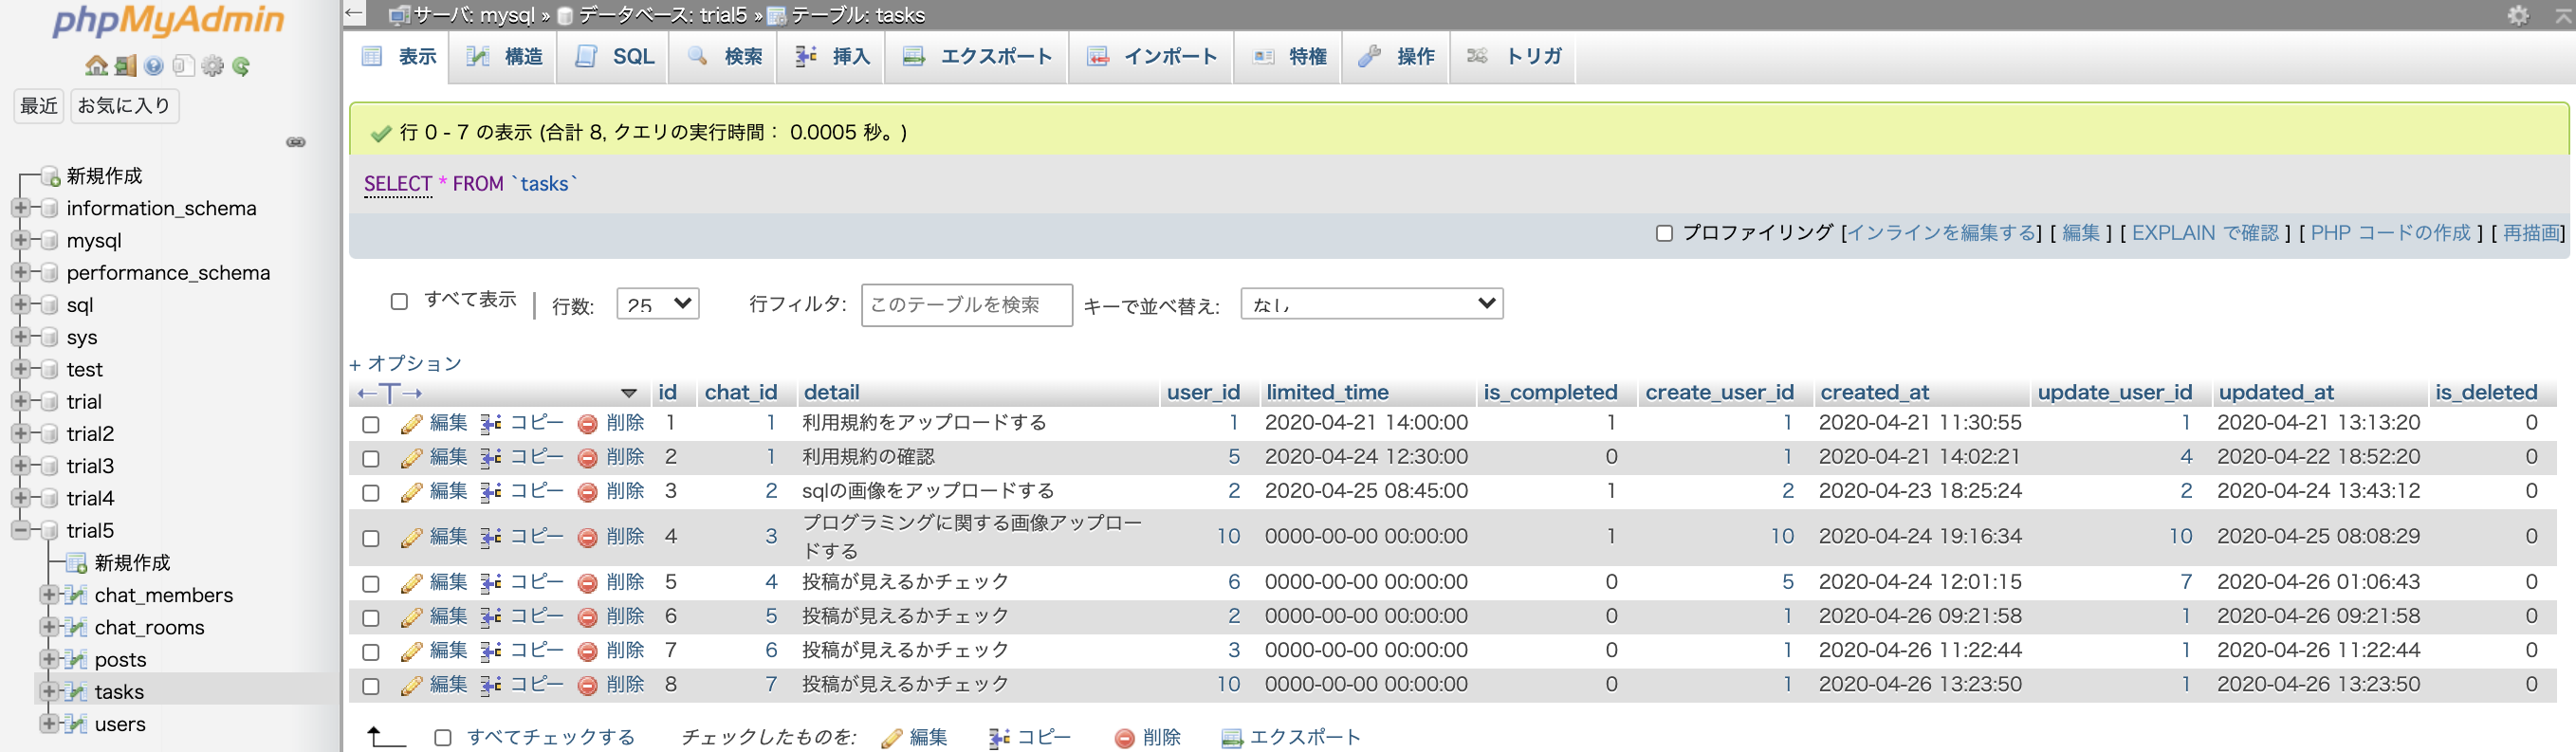 phpMyAdmin
最近 お気に入り
新規作成
information_schema
mysql
performance_schema
sql
sys
test
trial
trial2
trial3
trial4
trial5
新規作成
chat_members
chat_rooms
posts
tasks
users
サーバ: mysql » データベース: trial5 » テーブル: tasks
表示 構造 SQL 検索 挿入 エクスポート インポート 特権 操作 トリガ
行 0 - 7 の表示 (合計 8, クエリの実行時間： 0.0005 秒。)
SELECT * FROM `tasks`
プロファイリング [インラインを編集する] [ 編集 ] [ EXPLAIN で確認 ] [ PHP コードの作成 ] [ 再描画]
すべて表示 | 行数: 25 行フィルタ: このテーブルを検索 キーで並べ替え: なし
+ オプション
←T→ id chat_id detail user_id limited_time is_completed create_user_id created_at update_user_id updated_at is_deleted
編集 コピー 削除 1 1 利用規約をアップロードする 1 2020-04-21 14:00:00 1 1 2020-04-21 11:30:55 1 2020-04-21 13:13:20 0
編集 コピー 削除 2 1 利用規約の確認 5 2020-04-24 12:30:00 0 1 2020-04-21 14:02:21 4 2020-04-22 18:52:20 0
編集 コピー 削除 3 2 sqlの画像をアップロードする 2 2020-04-25 08:45:00 1 2 2020-04-23 18:25:24 2 2020-04-24 13:43:12 0
編集 コピー 削除 4 3 プログラミングに関する画像アップロー
ドする 10 0000-00-00 00:00:00 1 10 2020-04-24 19:16:34 10 2020-04-25 08:08:29 0
編集 コピー 削除 5 4 投稿が見えるかチェック 6 0000-00-00 00:00:00 0 5 2020-04-24 12:01:15 7 2020-04-26 01:06:43 0
編集 コピー 削除 6 5 投稿が見えるかチェック 2 0000-00-00 00:00:00 0 1 2020-04-26 09:21:58 1 2020-04-26 09:21:58 0
編集 コピー 削除 7 6 投稿が見えるかチェック 3 0000-00-00 00:00:00 0 1 2020-04-26 11:22:44 1 2020-04-26 11:22:44 0
編集 コピー 削除 8 7 投稿が見えるかチェック 10 0000-00-00 00:00:00 0 1 2020-04-26 13:23:50 1 2020-04-26 13:23:50 0
すべてチェックする チェックしたものを: 編集 コピー 削除 エクスポート